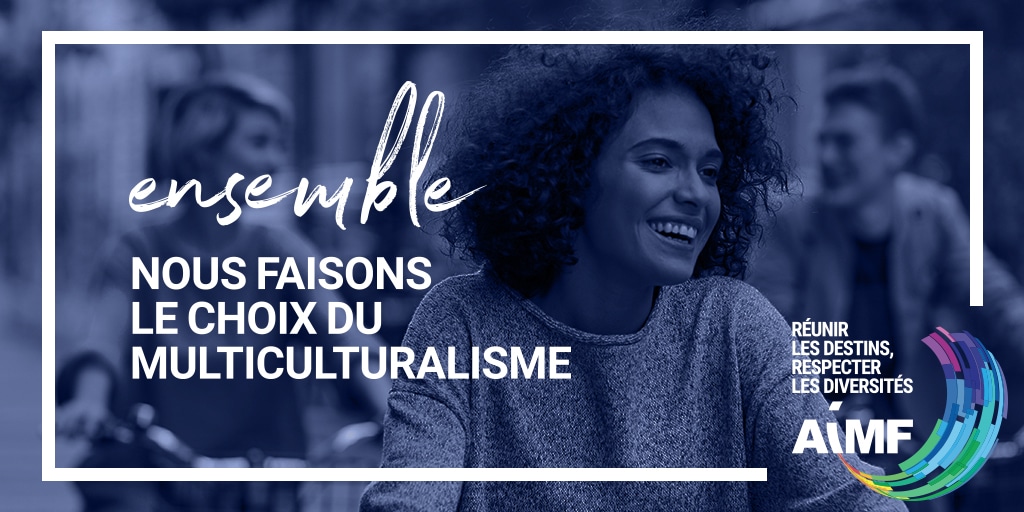 ensemble
NOUS FAISONS
LE CHOIX DU
MULTICULTURALISME
RÉUNIR
LES DESTINS,
RESPECTER
LES DIVERSITÉS
AiMF